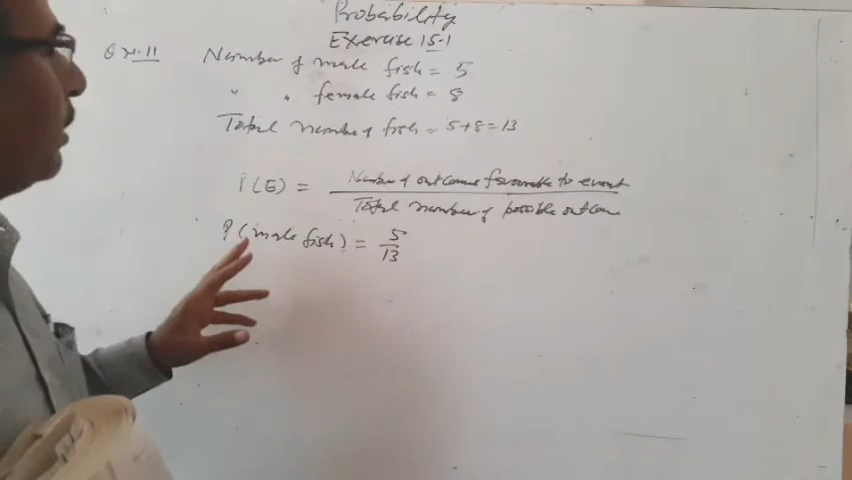 Probability
Exercise 15.1
Q no. 11 Number of male fish = 5
" " female fish = 8
Total number of fish = 5+8 = 13
P(E) = Number of outcome favourable to event
Total number of possible outcome
P(male fish) = 5
13